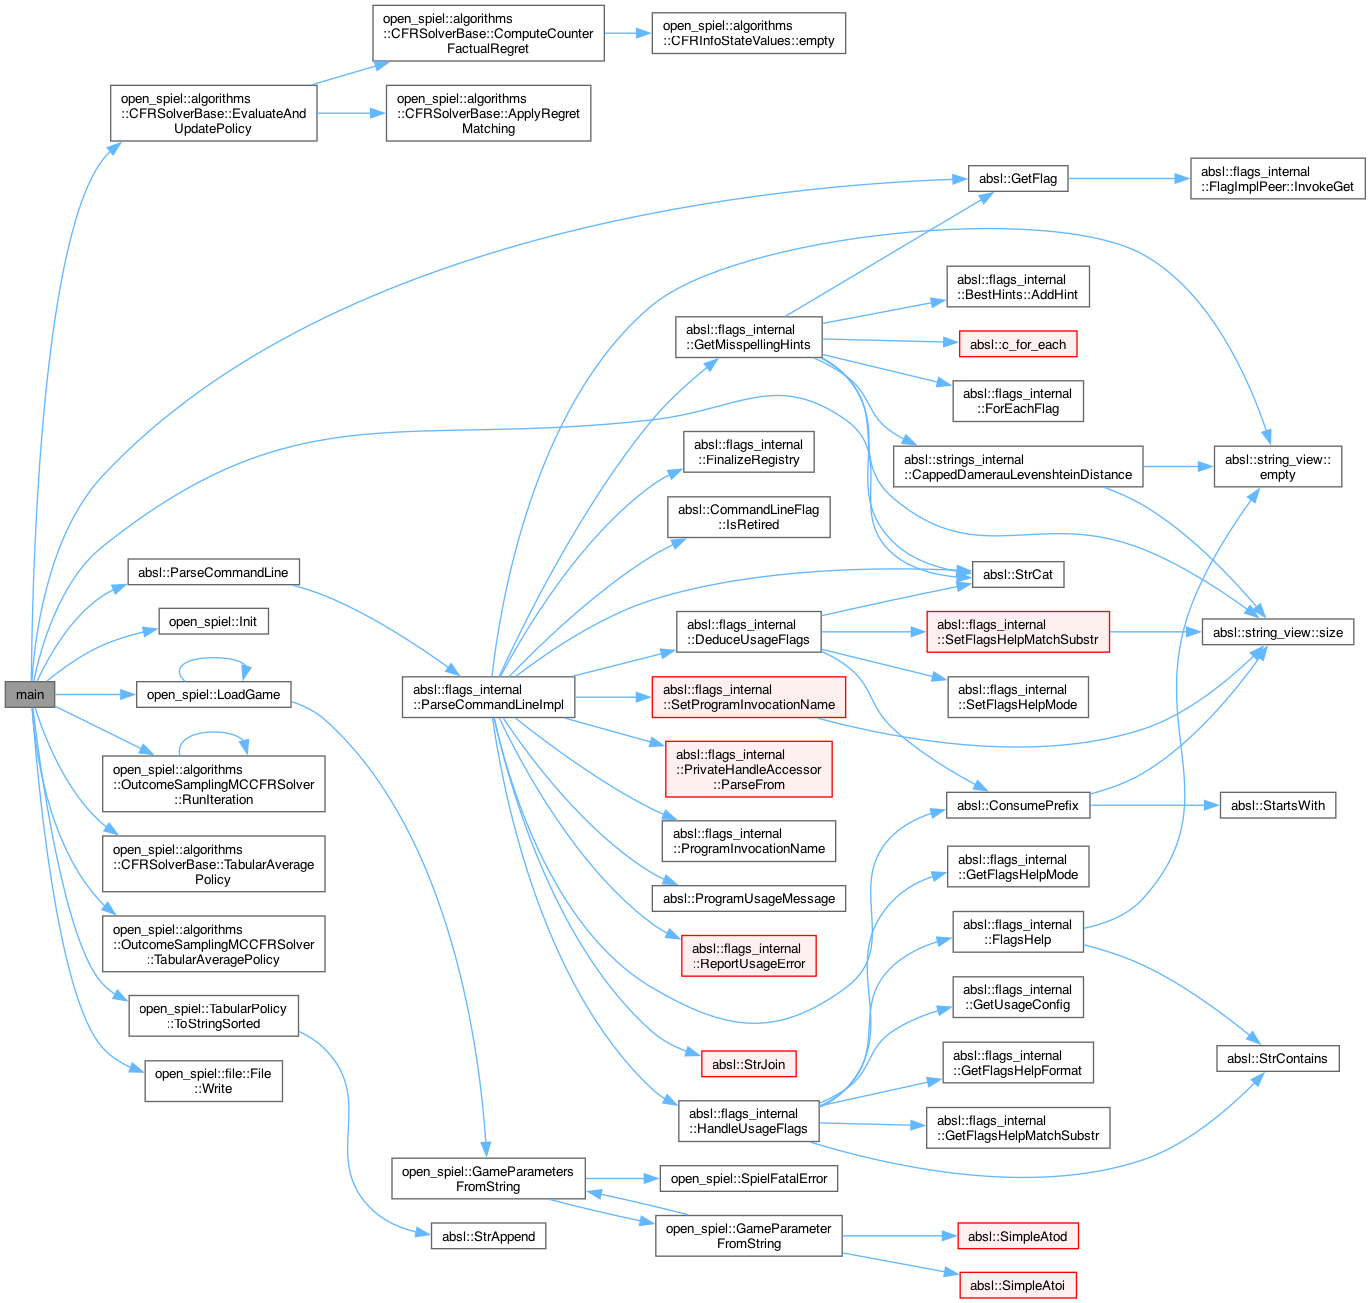 open_spiel::algorithms
::CFRSolverBase::ComputeCounter
FactualRegret
open_spiel::algorithms
::CFRInfoStateValues::empty
open_spiel::algorithms
::CFRSolverBase::EvaluateAnd
UpdatePolicy
open_spiel::algorithms
::CFRSolverBase::ApplyRegret
Matching
absl::GetFlag
absl::flags_internal
::FlagImplPeer::InvokeGet
absl::flags_internal
::BestHints::AddHint
absl::flags_internal
::GetMisspellingHints
absl::c_for_each
absl::flags_internal
::ForEachFlag
absl::flags_internal
::FinalizeRegistry
absl::strings_internal
::CappedDamerauLevenshteinDistance
absl::string_view::
empty
absl::CommandLineFlag
::IsRetired
absl::ParseCommandLine
absl::StrCat
open_spiel::Init
absl::flags_internal
::DeduceUsageFlags
absl::flags_internal
::SetFlagsHelpMatchSubstr
absl::string_view::size
main
open_spiel::LoadGame
absl::flags_internal
::ParseCommandLineImpl
absl::flags_internal
::SetProgramInvocationName
absl::flags_internal
::SetFlagsHelpMode
open_spiel::algorithms
::OutcomeSamplingMCCFRSolver
::RunIteration
absl::flags_internal
::PrivateHandleAccessor
::ParseFrom
absl::ConsumePrefix
absl::StartsWith
open_spiel::algorithms
::CFRSolverBase::TabularAverage
Policy
absl::flags_internal
::ProgramInvocationName
absl::flags_internal
::GetFlagsHelpMode
absl::ProgramUsageMessage
open_spiel::algorithms
::OutcomeSamplingMCCFRSolver
::TabularAveragePolicy
absl::flags_internal
::ReportUsageError
absl::flags_internal
::FlagsHelp
absl::flags_internal
::GetUsageConfig
open_spiel::TabularPolicy
::ToStringSorted
absl::StrJoin
absl::flags_internal
::GetFlagsHelpFormat
absl::StrContains
open_spiel::file::File
::Write
absl::flags_internal
::HandleUsageFlags
absl::flags_internal
::GetFlagsHelpMatchSubstr
open_spiel::GameParameters
FromString
open_spiel::SpielFatalError
absl::StrAppend
open_spiel::GameParameter
FromString
absl::SimpleAtod
absl::SimpleAtoi